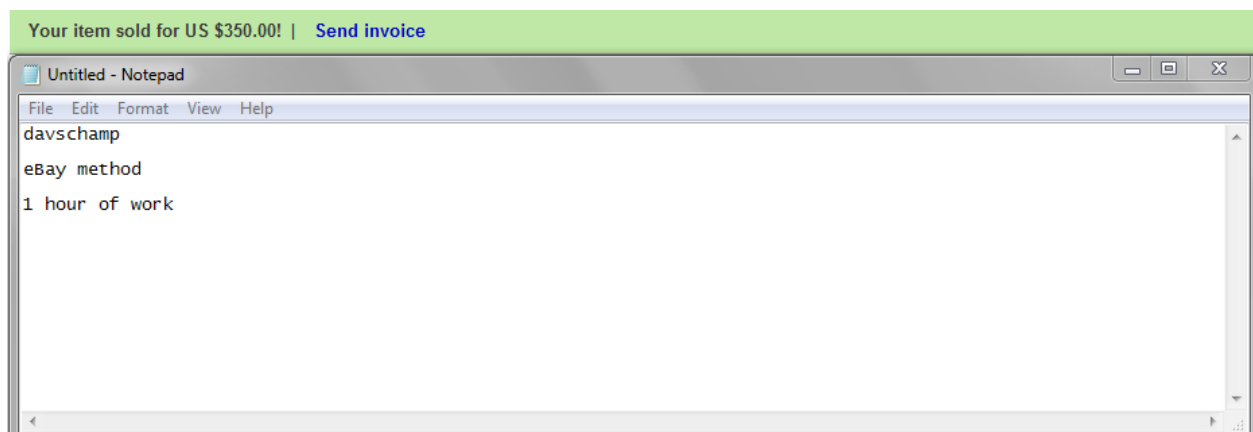 Your item sold for US $350.00! | Send invoice
Untitled - Notepad
File Edit Format View Help
davschamp
eBay method
1 hour of work